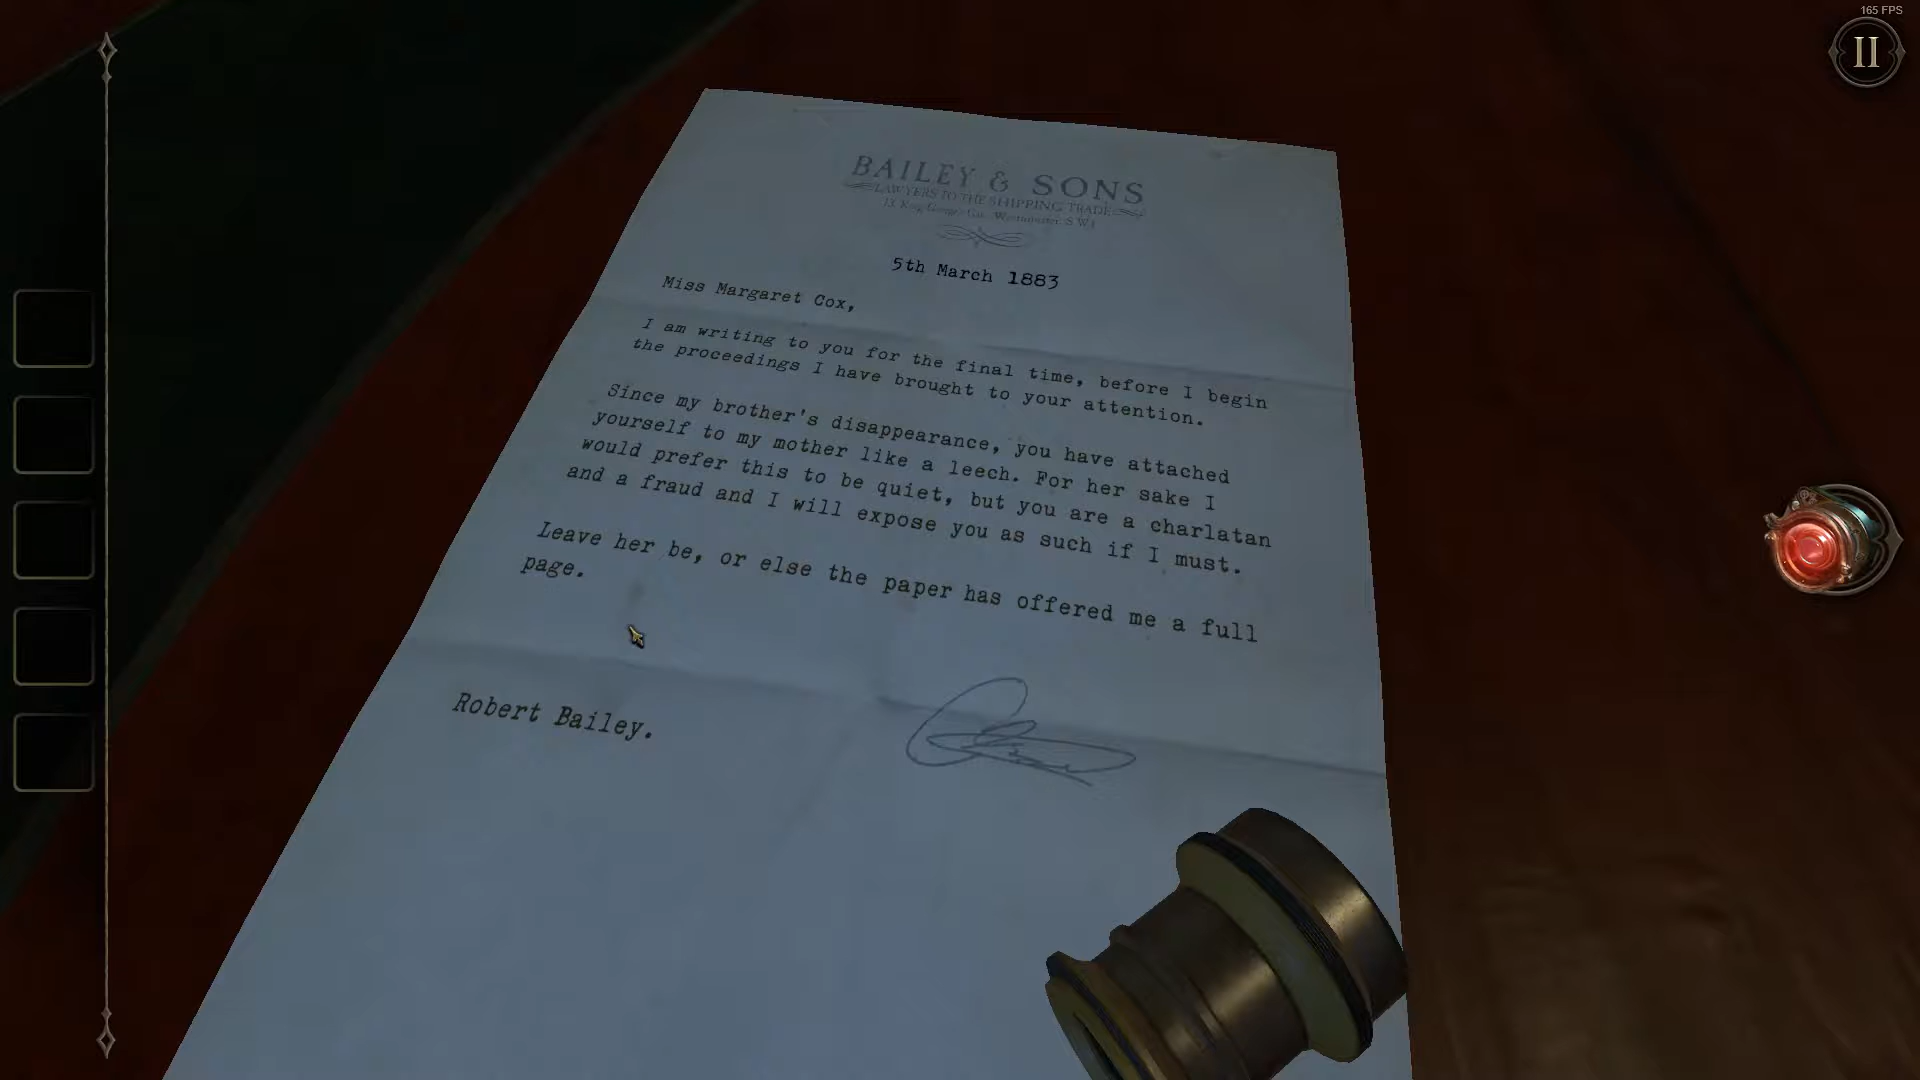 165 FPS
BAILEY & SONS
LAWYERS TO THE SHIPPING TRADE
Westminster, S.W.1
5th March 1883
Miss Margaret Cox,
I am writing to you for the final time, before I begin
the proceedings I have brought to your attention.
Since my brother's disappearance, you have attached
yourself to my mother like a leech. For her sake I
would prefer this to be quiet, but you are a charlatan
and a fraud and I will expose you as such if I must.
Leave her be, or else the paper has offered me a full
page.
Robert Bailey.